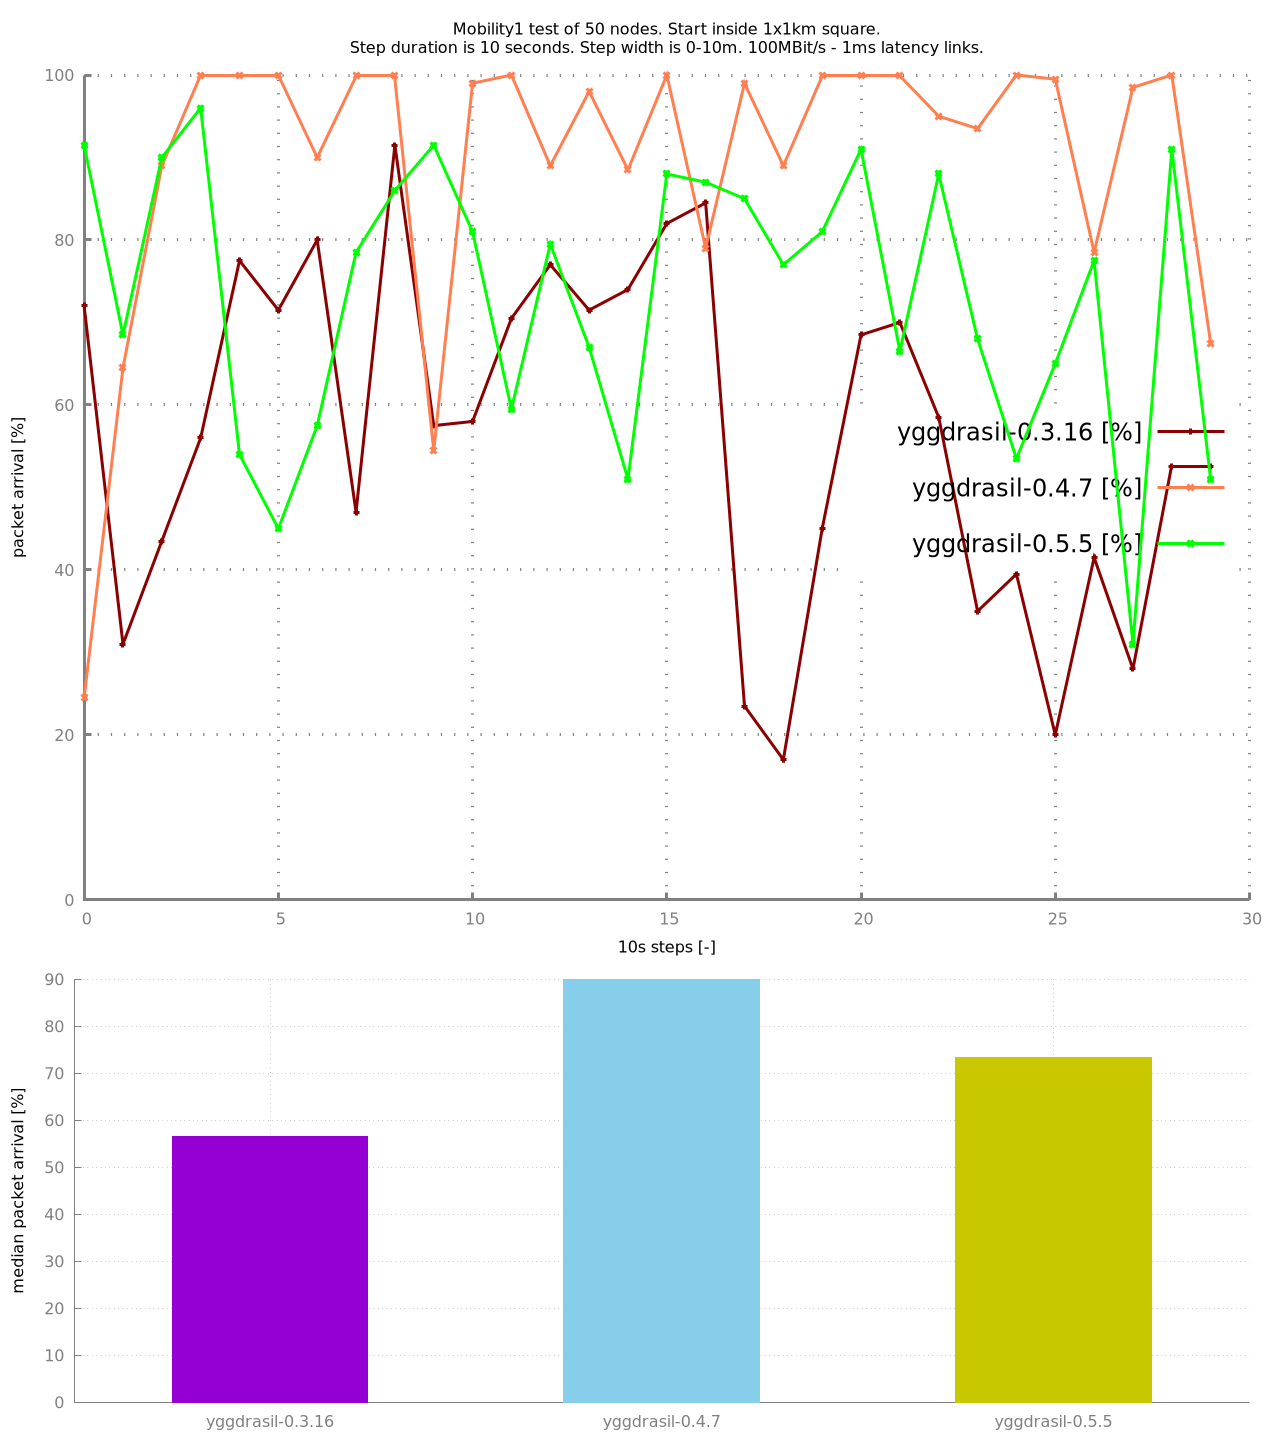 Mobility1 test of 50 nodes. Start inside 1x1km square.
Step duration is 10 seconds. Step width is 0-10m. 100MBit/s - 1ms latency links.
100
80
60
40
20
0
packet arrival [%]
yggdrasil-0.3.16 [%]
yggdrasil-0.4.7 [%]
yggdrasil-0.5.5 [%]
0 5 10 15 20 25 30
10s steps [-]
90
80
70
60
50
40
30
20
10
0
median packet arrival [%]
yggdrasil-0.3.16 yggdrasil-0.4.7 yggdrasil-0.5.5